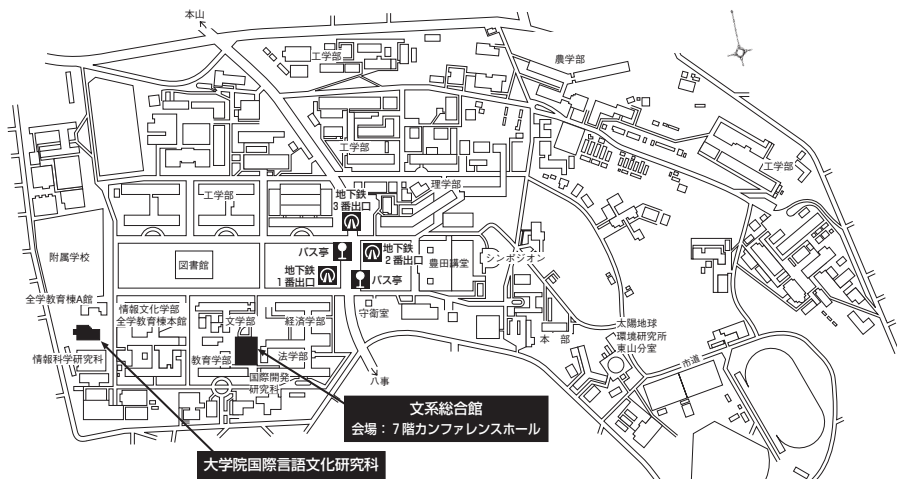 本山
工学部
農学部
工学部
工学部
理学部
工学部
地下鉄
3番出口
バス亭
地下鉄
2番出口
豊田講堂
シンポジオン
附属学校
図書館
地下鉄
1番出口
バス亭
全学教育棟A館
情報文化学部
全学教育棟本館
文学部
経済学部
守衛室
本 部
太陽地球
環境研究所
東山分室
市道
情報科学研究科
教育学部
法学部
国際開発
研究科
八事
文系総合館
会場：7階カンファレンスホール
大学院国際言語文化研究科